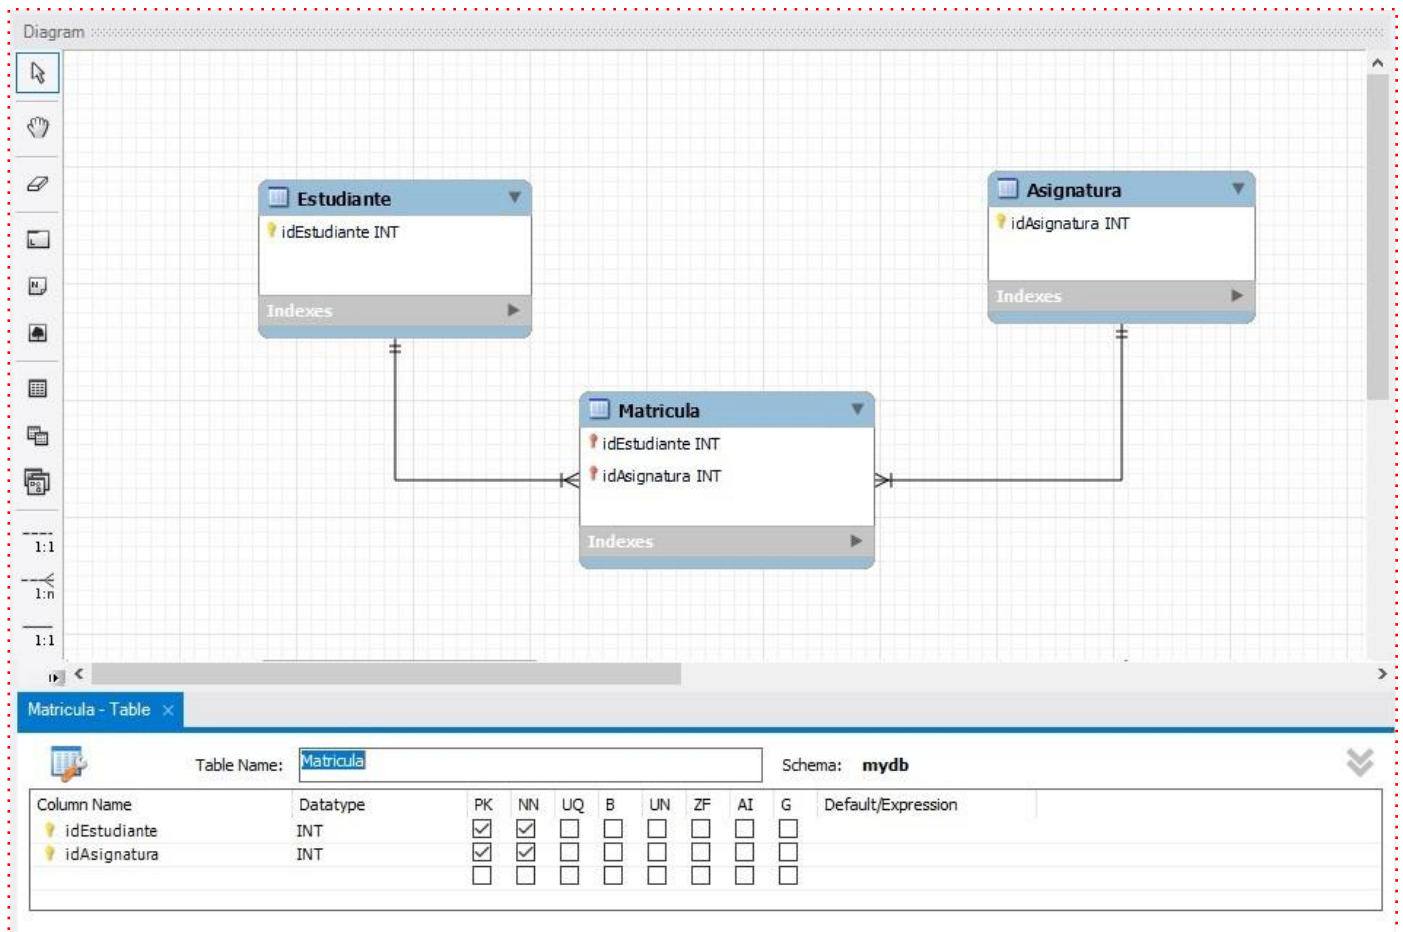 Diagram
Estudiante
idEstudiante INT
Indexes
Asignatura
idAsignatura INT
Indexes
Matricula
idEstudiante INT
idAsignatura INT
Indexes
1:1
1:n
1:1
Matricula - Table ×
Table Name: Matricula Schema: mydb
Column Name Datatype PK NN UQ B UN ZF AI G Default/Expression
idEstudiante INT
idAsignatura INT